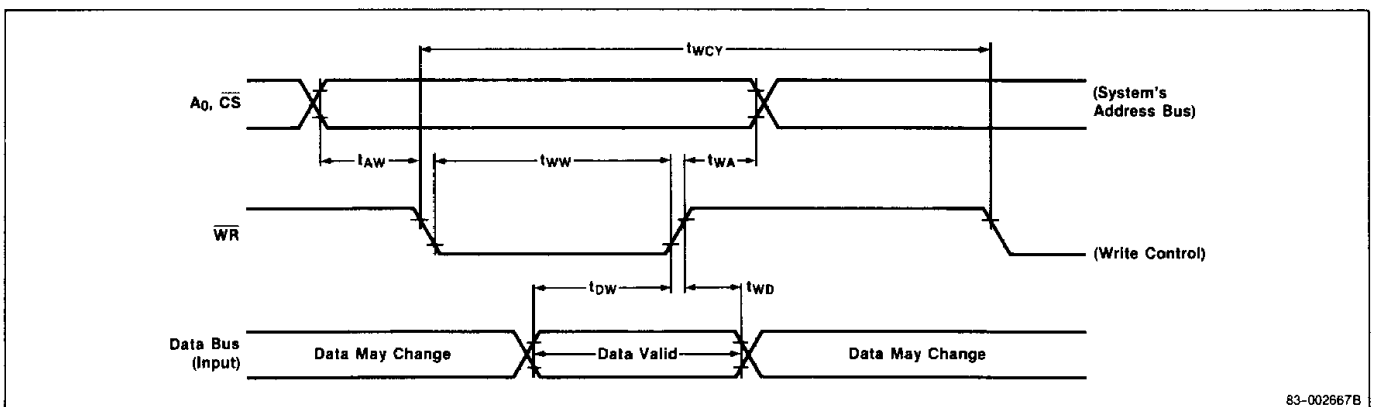 tWCY
A0, CS
(System's
Address Bus)
tAW
tWW
tWA
WR
(Write Control)
tDW
tWD
Data Bus
(Input)
Data May Change
Data Valid
Data May Change
83-002667B